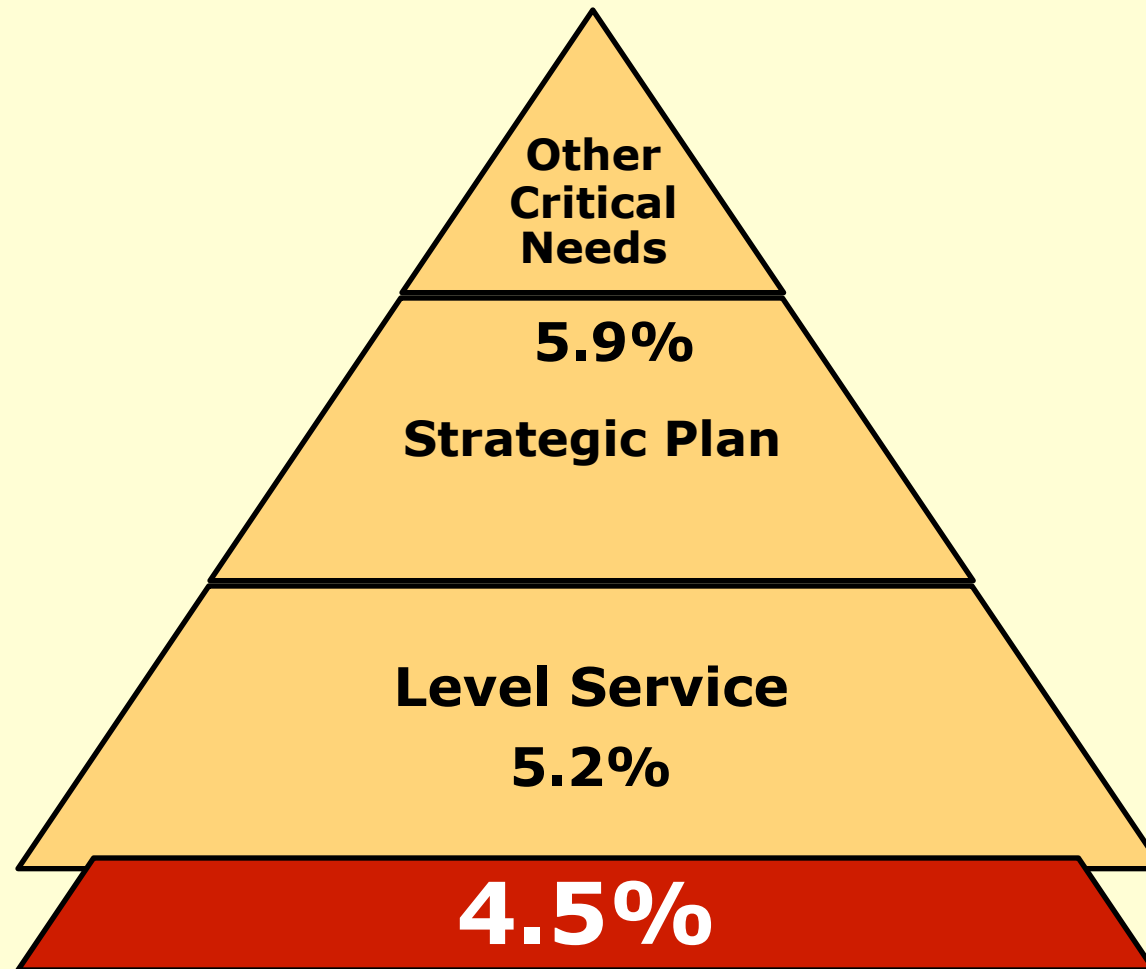 Other
Critical
Needs
5.9%
Strategic Plan
Level Service
5.2%
4.5%